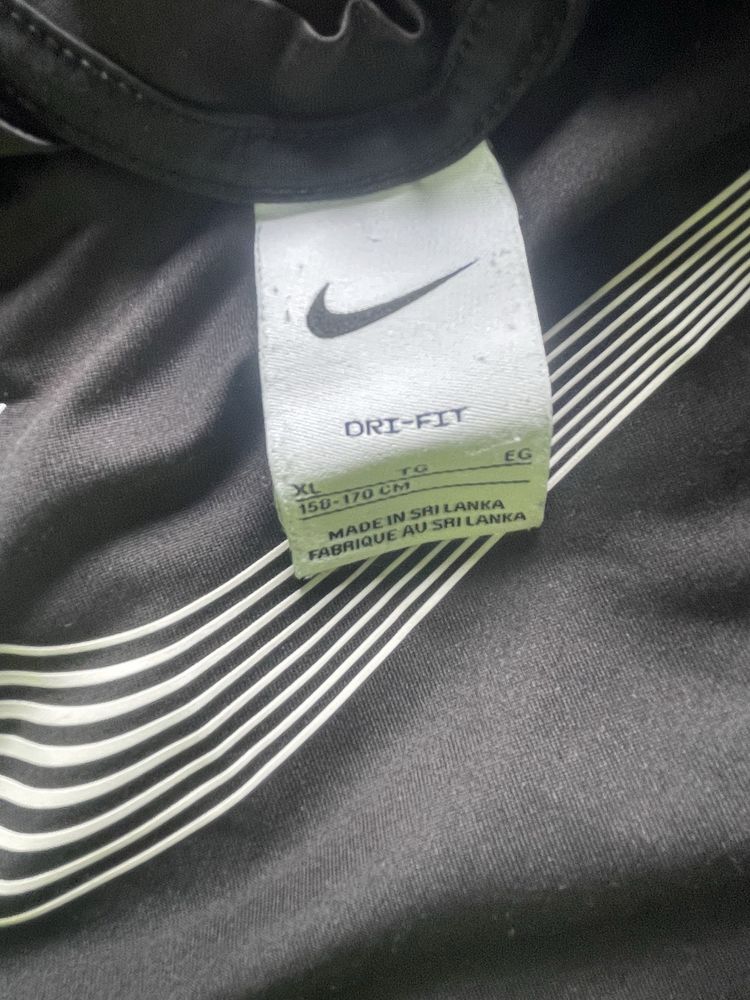 DRI-FIT
XL TG EG
158-170 CM
MADE IN SRI LANKA
FABRIQUE AU SRI LANKA